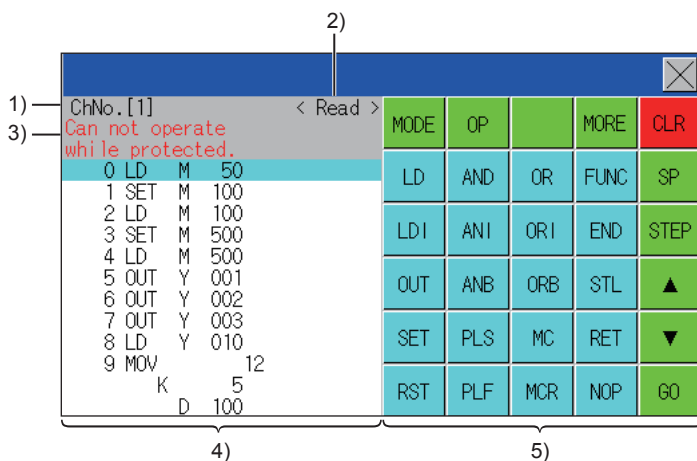 2)
1)
ChNo.[1] < Read >
3)
Can not operate
while protected.
0 LD M 50
1 SET M 100
2 LD M 100
3 SET M 500
4 LD M 500
5 OUT Y 001
6 OUT Y 002
7 OUT Y 003
8 LD Y 010
9 MOV 12
K 5
D 100
MODE OP MORE CLR
LD AND OR FUNC SP
LDI ANI ORI END STEP
OUT ANB ORB STL ▲
SET PLS MC RET ▼
RST PLF MCR NOP GO
4) 5)